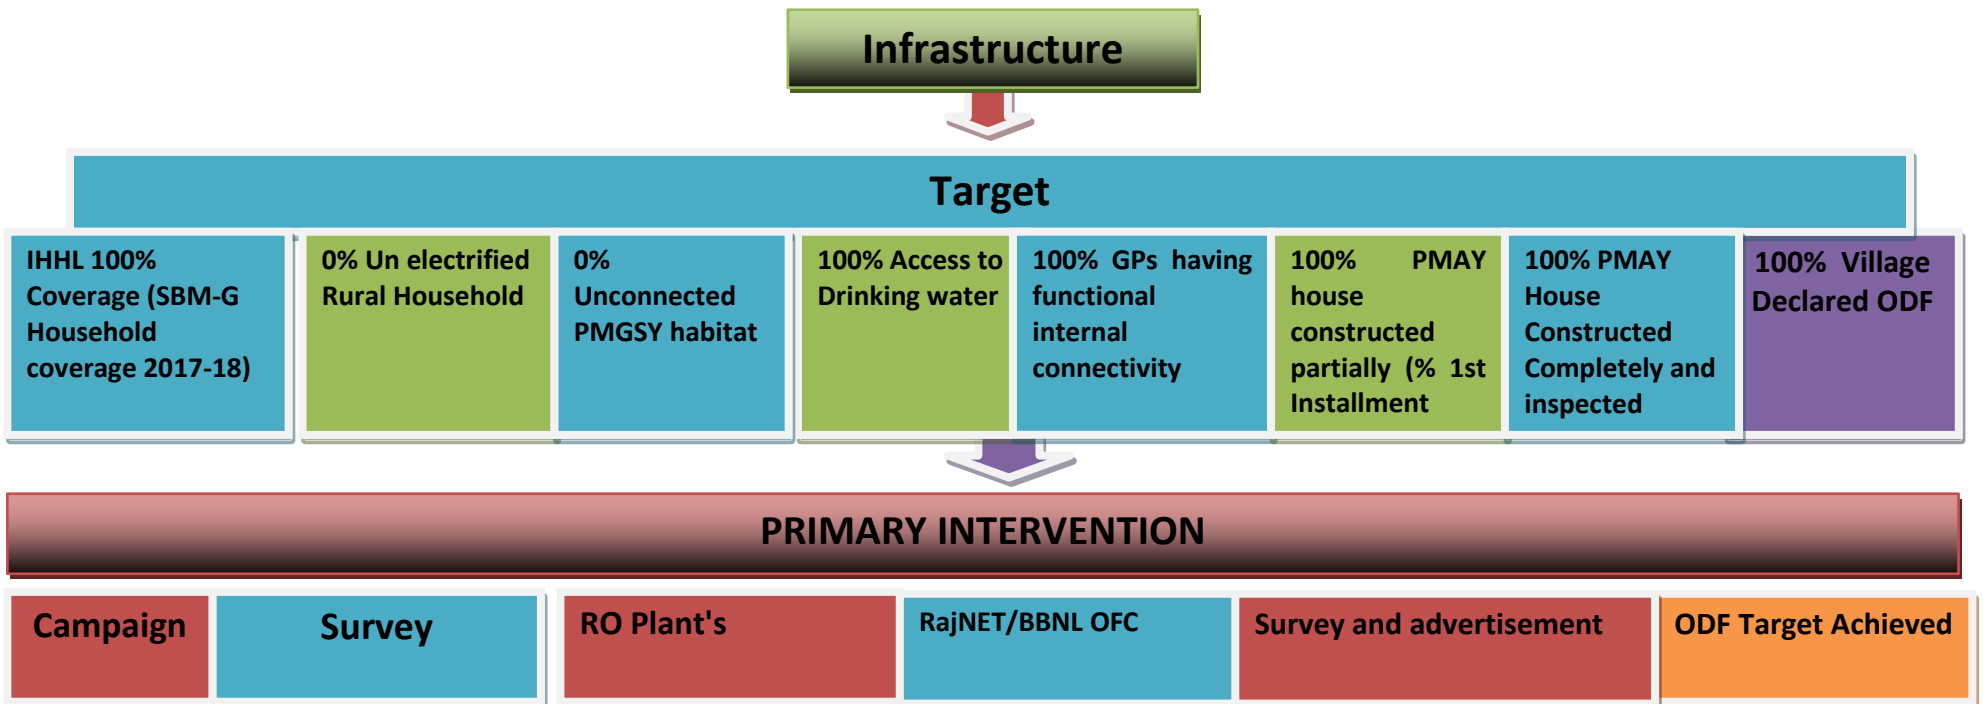 Infrastructure
Target
IHHL 100%
Coverage (SBM-G
Household
coverage 2017-18)
0% Un electrified
Rural Household
0%
Unconnected
PMGSY habitat
100% Access to
Drinking water
100% GPs having
functional
internal
connectivity
100% PMAY
house
constructed
partially (% 1st
Installment
100% PMAY
House
Constructed
Completely and
inspected
100% Village
Declared ODF
PRIMARY INTERVENTION
Campaign
Survey
RO Plant's
RajNET/BBNL OFC
Survey and advertisement
ODF Target Achieved